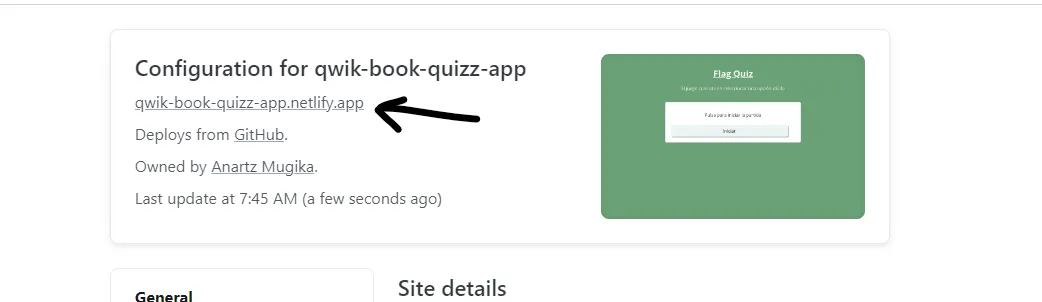 Configuration for qwik-book-quizz-app
qwik-book-quizz-app.netlify.app
Deploys from GitHub.
Owned by Anartz Mugika.
Last update at 7:45 AM (a few seconds ago)
Flag Quiz
Pulsa para iniciar la partida
Iniciar
General
Site details